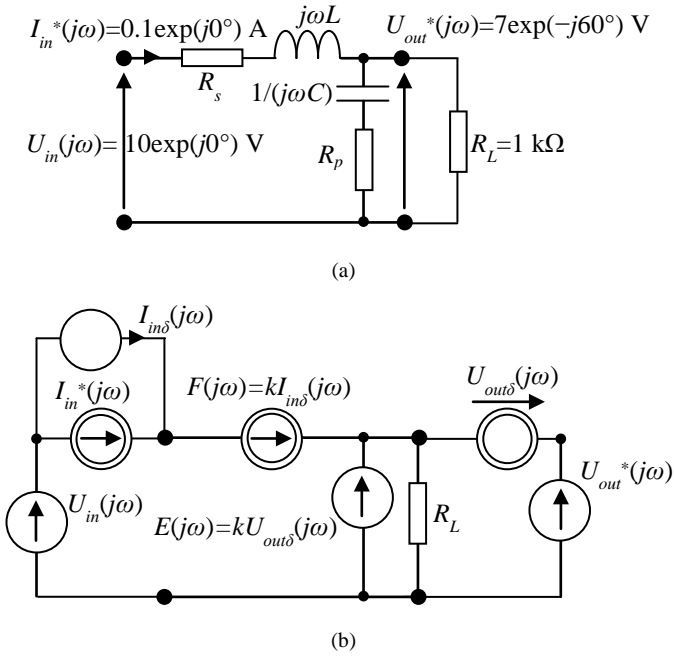 I_in*(jω)=0.1exp(j0°) A
jωL
U_out*(jω)=7exp(−j60°) V
R_s
1/(jωC)
U_in(jω)= 10exp(j0°) V
R_p
R_L=1 kΩ
(a)
I_inδ(jω)
I_in*(jω)
F(jω)=kI_inδ(jω)
U_outδ(jω)
U_in(jω)
U_out*(jω)
E(jω)=kU_outδ(jω)
R_L
(b)